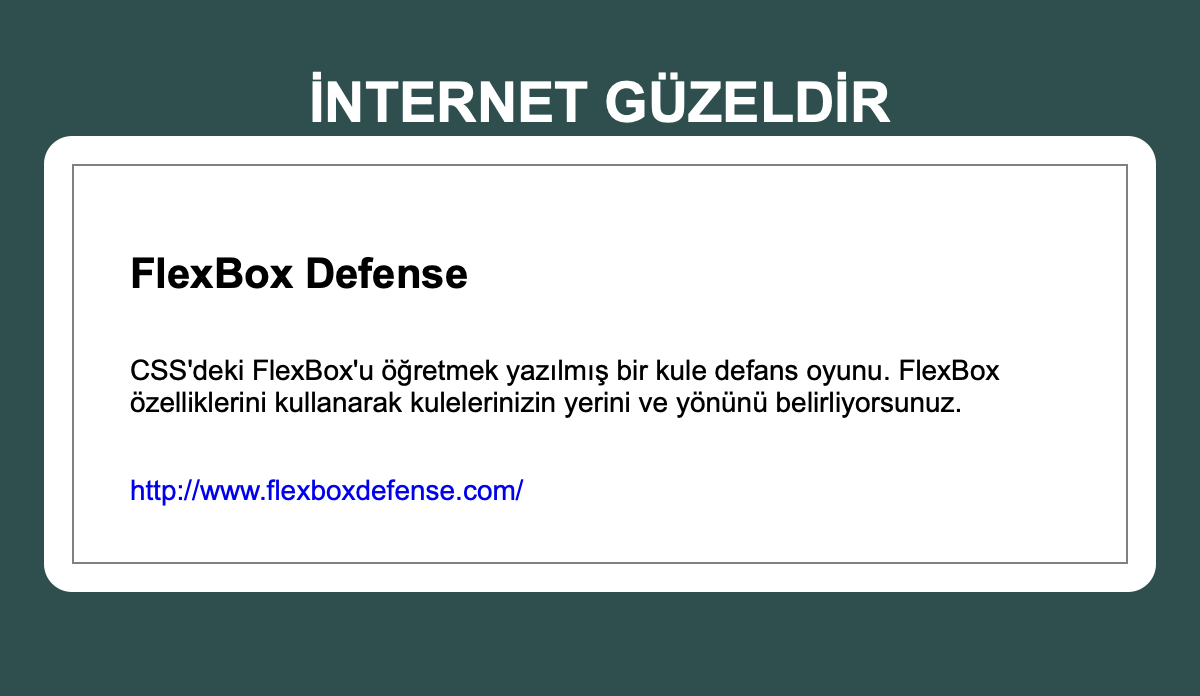 İNTERNET GÜZELDİR
FlexBox Defense
CSS'deki FlexBox'u öğretmek yazılmış bir kule defans oyunu. FlexBox
özelliklerini kullanarak kulelerinizin yerini ve yönünü belirliyorsunuz.
http://www.flexboxdefense.com/